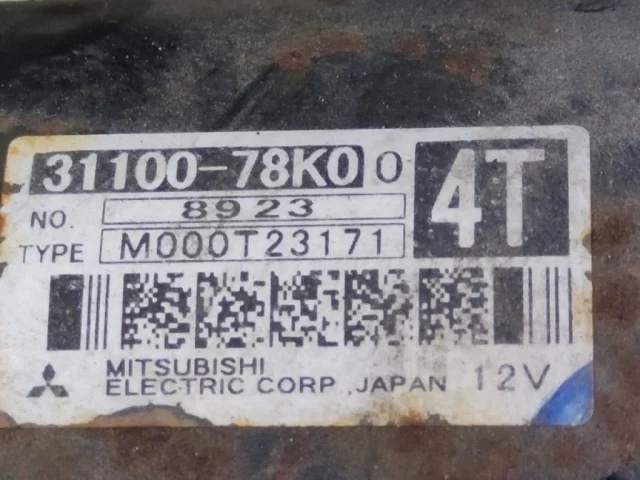 31100-78K0 0
4T
NO. 8923
TYPE M000T23171
MITSUBISHI
ELECTRIC CORP. JAPAN 12V